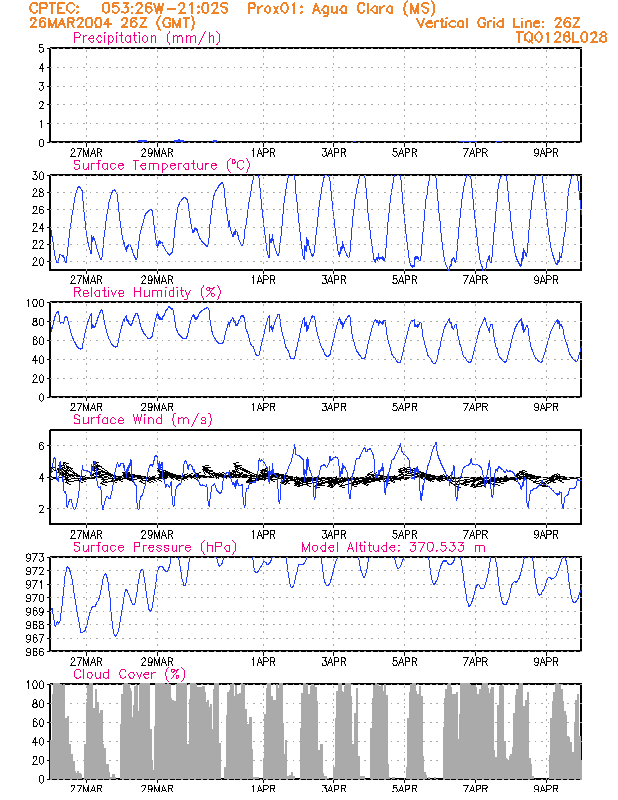 CPTEC: 053:26W-21:02S Prox01: Agua Clara (MS)
26MAR2004 26Z (GMT) Vertical Grid Line: 26Z
Precipitation (mm/h) TQ0126L028
5
4
3
2
1
0
27MAR 29MAR 1APR 3APR 5APR 7APR 9APR
Surface Temperature (°C)
30
28
26
24
22
20
27MAR 29MAR 1APR 3APR 5APR 7APR 9APR
Relative Humidity (%)
100
80
60
40
20
0
27MAR 29MAR 1APR 3APR 5APR 7APR 9APR
Surface Wind (m/s)
6
4
2
27MAR 29MAR 1APR 3APR 5APR 7APR 9APR
Surface Pressure (hPa) Model Altitude: 370.533 m
973
972
971
970
969
968
967
966
27MAR 29MAR 1APR 3APR 5APR 7APR 9APR
Cloud Cover (%)
100
80
60
40
20
0
27MAR 29MAR 1APR 3APR 5APR 7APR 9APR